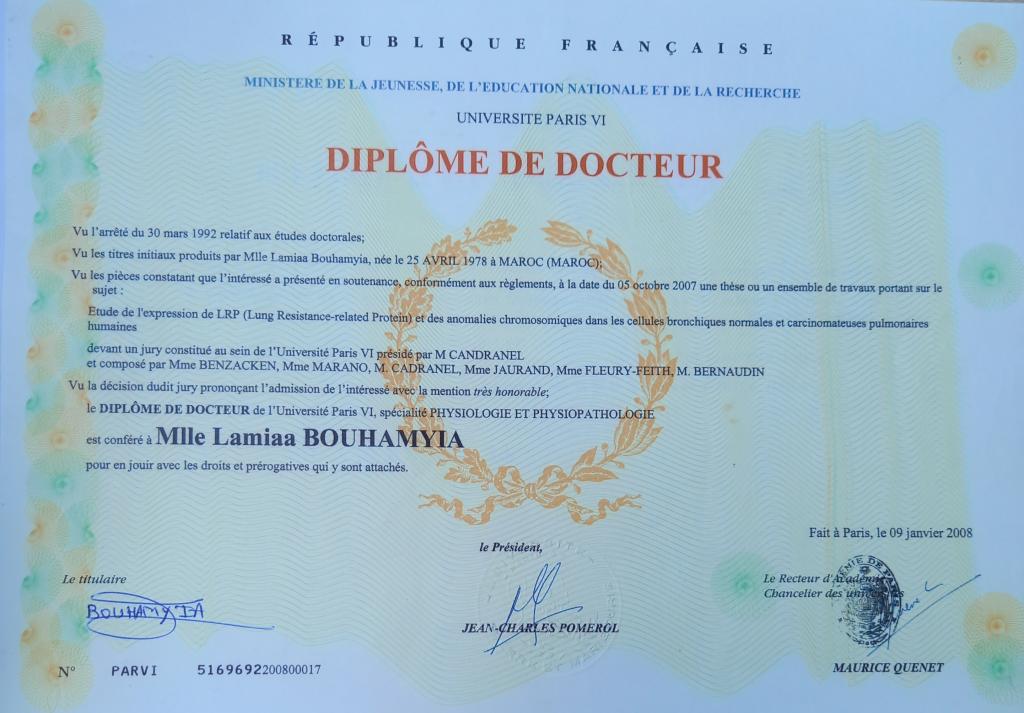 RÉPUBLIQUE FRANÇAISE
MINISTERE DE LA JEUNESSE, DE L'EDUCATION NATIONALE ET DE LA RECHERCHE
UNIVERSITE PARIS VI
DIPLÔME DE DOCTEUR
Vu l'arrêté du 30 mars 1992 relatif aux études doctorales;
Vu les titres initiaux produits par Mlle Lamiaa Bouhamyia, née le 25 AVRIL 1978 à MAROC (MAROC);
Vu les pièces constatant que l'intéressé a présenté en soutenance, conformément aux règlements, à la date du 05 octobre 2007 une thèse ou un ensemble de travaux portant sur le
sujet :
Etude de l'expression de LRP (Lung Resistance-related Protein) et des anomalies chromosomiques dans les cellules bronchiques normales et carcinomateuses pulmonaires
humaines
devant un jury constitué au sein de l'Université Paris VI présidé par M CANDRANEL
et composé par Mme BENZACKEN, Mme MARANO, M. CADRANEL, Mme JAURAND, Mme FLEURY-FEITH, M. BERNAUDIN
Vu la décision dudit jury prononçant l'admission de l'intéressé avec la mention très honorable;
le DIPLÔME DE DOCTEUR de l'Université Paris VI, spécialité PHYSIOLOGIE ET PHYSIOPATHOLOGIE
est conféré à Mlle Lamiaa BOUHAMYIA
pour en jouir avec les droits et prérogatives qui y sont attachés.
Fait à Paris, le 09 janvier 2008
le Président,
Le titulaire
Le Recteur d'Académie
Chancelier des universités
ACADÉMIE DE PARIS
BOUHAMYIA
JEAN-CHARLES POMEROL
MAURICE QUENET
N° PARVI 5169692200800017